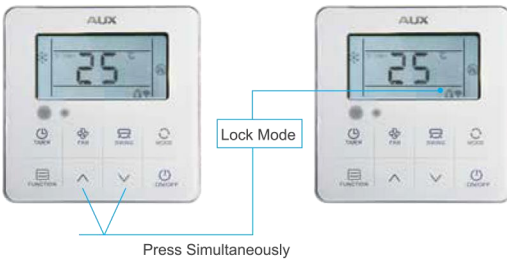 AUX
AUX
25 °C
25 °C
Lock Mode
TIMER FAN SWING MODE
TIMER FAN SWING MODE
FUNCTION ON/OFF
FUNCTION ON/OFF
Press Simultaneously